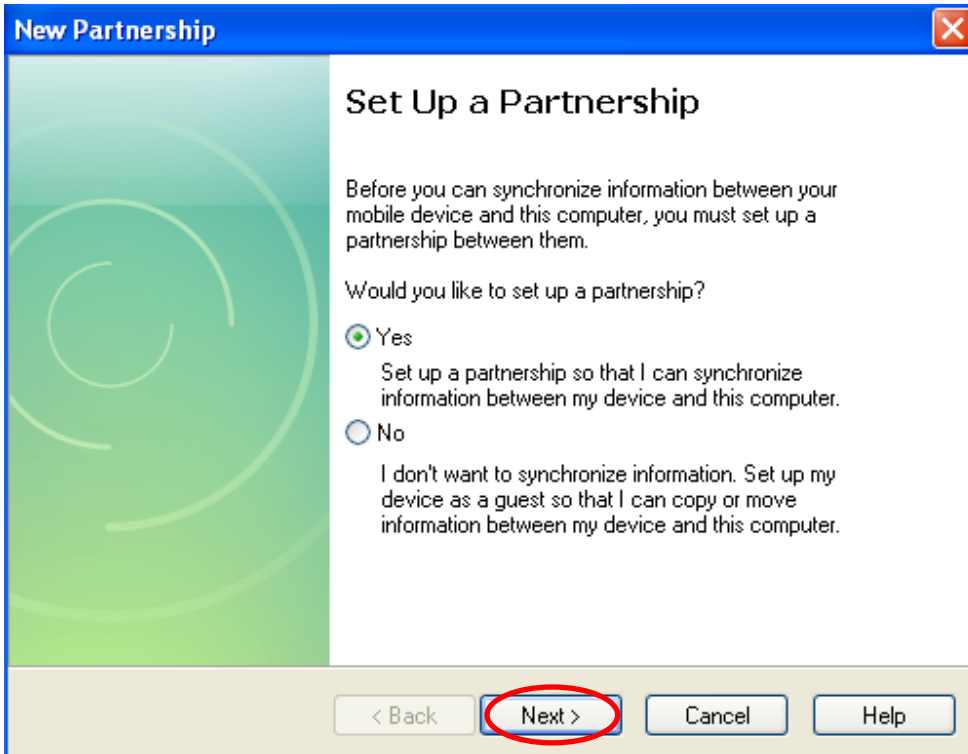 New Partnership
Set Up a Partnership
Before you can synchronize information between your
mobile device and this computer, you must set up a
partnership between them.
Would you like to set up a partnership?
Yes
Set up a partnership so that I can synchronize
information between my device and this computer.
No
I don't want to synchronize information. Set up my
device as a guest so that I can copy or move
information between my device and this computer.
< Back
Next >
Cancel
Help